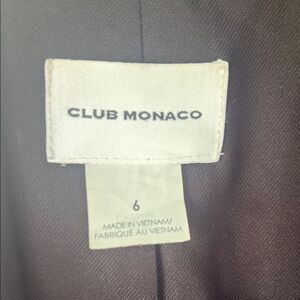 CLUB MONACO
6
MADE IN VIETNAM/
FABRIQUÉ AU VIETNAM